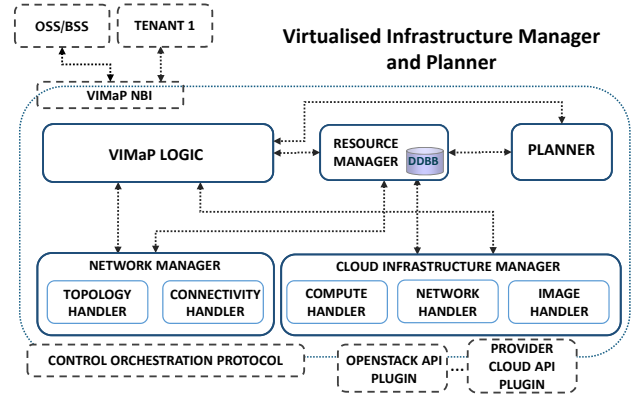 OSS/BSS
TENANT 1
Virtualised Infrastructure Manager
and Planner
VIMaP NBI
VIMaP LOGIC
RESOURCE
MANAGER
DDBB
PLANNER
NETWORK MANAGER
TOPOLOGY
HANDLER
CONNECTIVITY
HANDLER
CLOUD INFRASTRUCTURE MANAGER
COMPUTE
HANDLER
NETWORK
HANDLER
IMAGE
HANDLER
CONTROL ORCHESTRATION PROTOCOL
OPENSTACK API
PLUGIN
...
PROVIDER
CLOUD API
PLUGIN